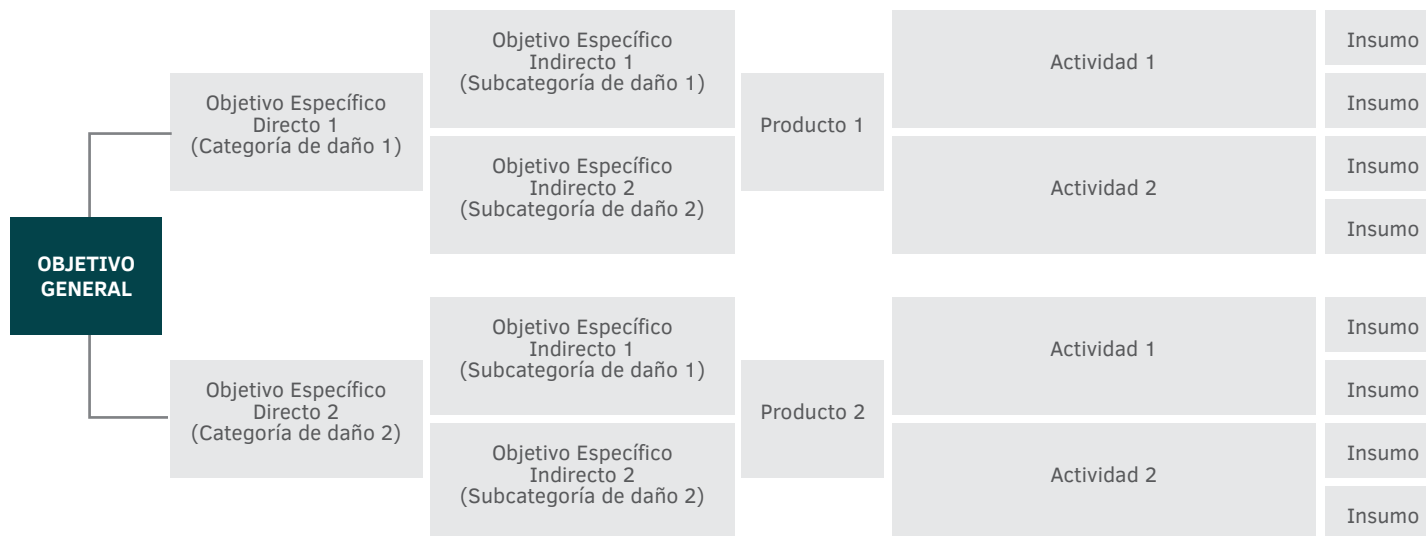 OBJETIVO
GENERAL
Objetivo Específico
Directo 1
(Categoría de daño 1)
Objetivo Específico
Indirecto 1
(Subcategoría de daño 1)
Objetivo Específico
Indirecto 2
(Subcategoría de daño 2)
Producto 1
Actividad 1
Insumo
Insumo
Actividad 2
Insumo
Insumo
Objetivo Específico
Directo 2
(Categoría de daño 2)
Objetivo Específico
Indirecto 1
(Subcategoría de daño 1)
Objetivo Específico
Indirecto 2
(Subcategoría de daño 2)
Producto 2
Actividad 1
Insumo
Insumo
Actividad 2
Insumo
Insumo